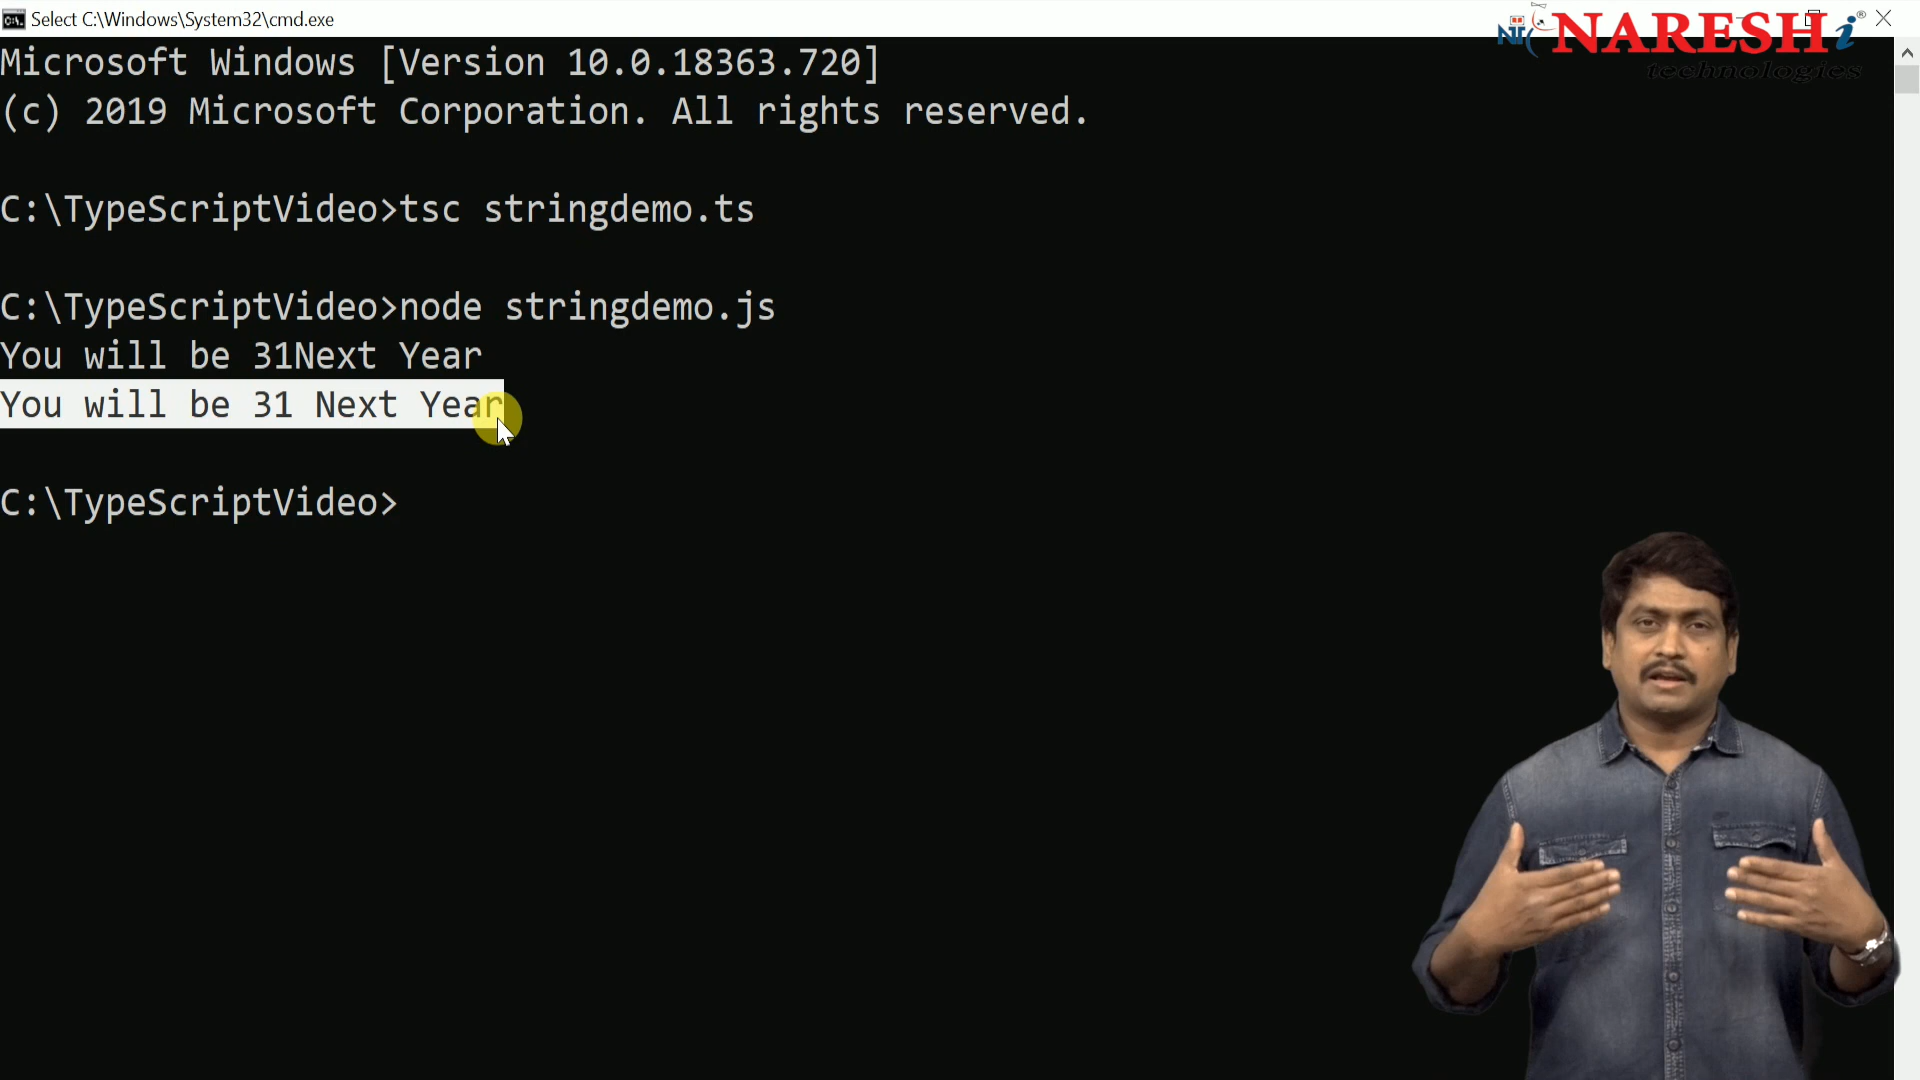 Select C:\Windows\System32\cmd.exe
NARESH i ®
technologies
Microsoft Windows [Version 10.0.18363.720]
(c) 2019 Microsoft Corporation. All rights reserved.
C:\TypeScriptVideo>tsc stringdemo.ts
C:\TypeScriptVideo>node stringdemo.js
You will be 31Next Year
You will be 31 Next Year
C:\TypeScriptVideo>